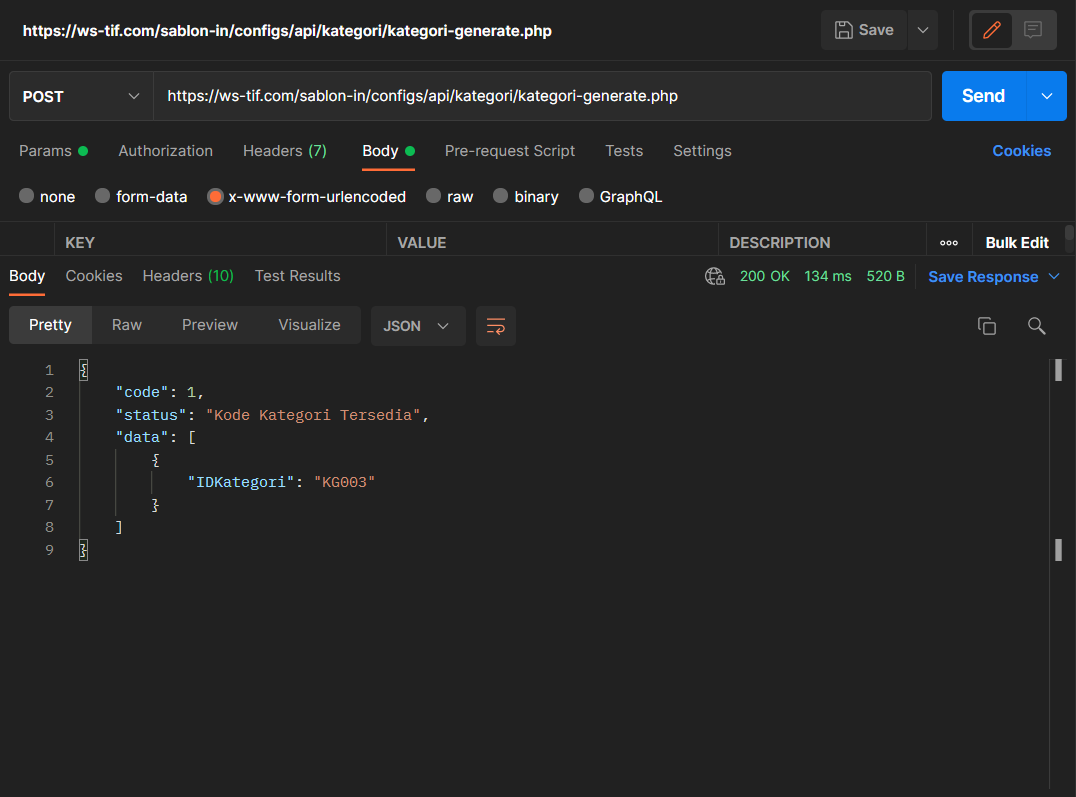 https://ws-tif.com/sablon-in/configs/api/kategori/kategori-generate.php Save
POST https://ws-tif.com/sablon-in/configs/api/kategori/kategori-generate.php Send
Params Authorization Headers (7) Body Pre-request Script Tests Settings Cookies
none form-data x-www-form-urlencoded raw binary GraphQL
KEY VALUE DESCRIPTION Bulk Edit
Body Cookies Headers (10) Test Results 200 OK 134 ms 520 B Save Response
Pretty Raw Preview Visualize JSON
1 {
2 "code": 1,
3 "status": "Kode Kategori Tersedia",
4 "data": [
5 {
6 "IDKategori": "KG003"
7 }
8 ]
9 }